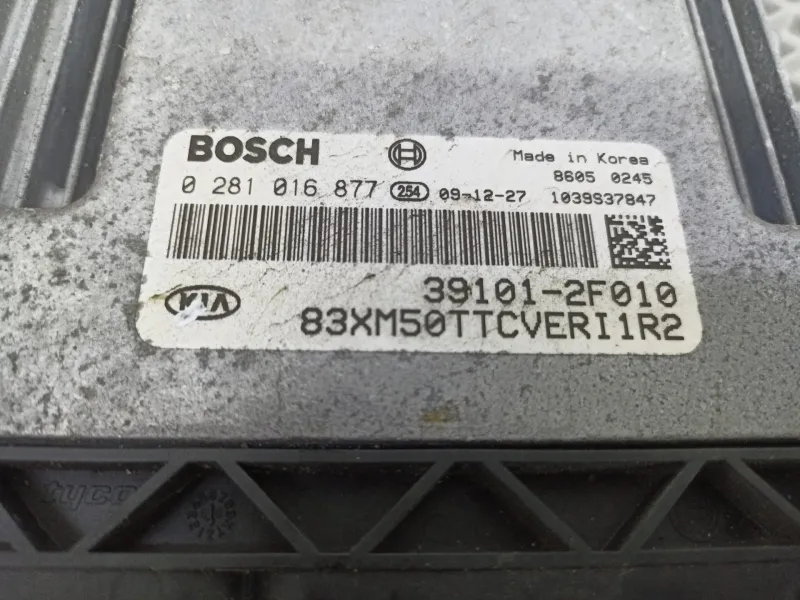 BOSCH
Made in Korea
8605 0245
0 281 016 877 254 09-12-27 1039S37847
KIA
39101-2F010
83XM50TTCVERI1R2
tyco